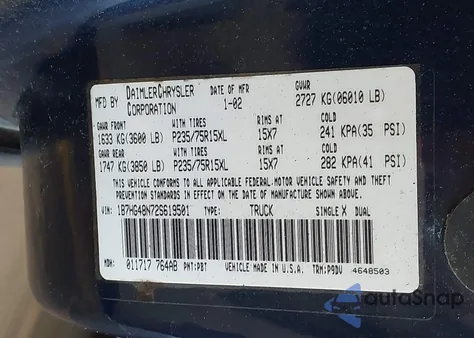 MFD BY DAIMLERCHRYSLER CORPORATION DATE OF MFR 1-02 GVWR 2727 KG(06010 LB)
GAWR FRONT WITH TIRES RIMS AT COLD
1633 KG(3600 LB) P235/75R15XL 15X7 241 KPA(35 PSI)
GAWR REAR WITH TIRES RIMS AT COLD
1747 KG(3850 LB) P235/75R15XL 15X7 282 KPA(41 PSI)
THIS VEHICLE CONFORMS TO ALL APPLICABLE FEDERAL MOTOR VEHICLE SAFETY AND THEFT
PREVENTION STANDARDS IN EFFECT ON THE DATE OF MANUFACTURE SHOWN ABOVE.
VIN: 1B7HG48N72S619501 TYPE: TRUCK SINGLE X DUAL
MDH: 011717 764AB PNT: PBT VEHICLE MADE IN U.S.A. TRM: P9DV 4648503
autoSnap